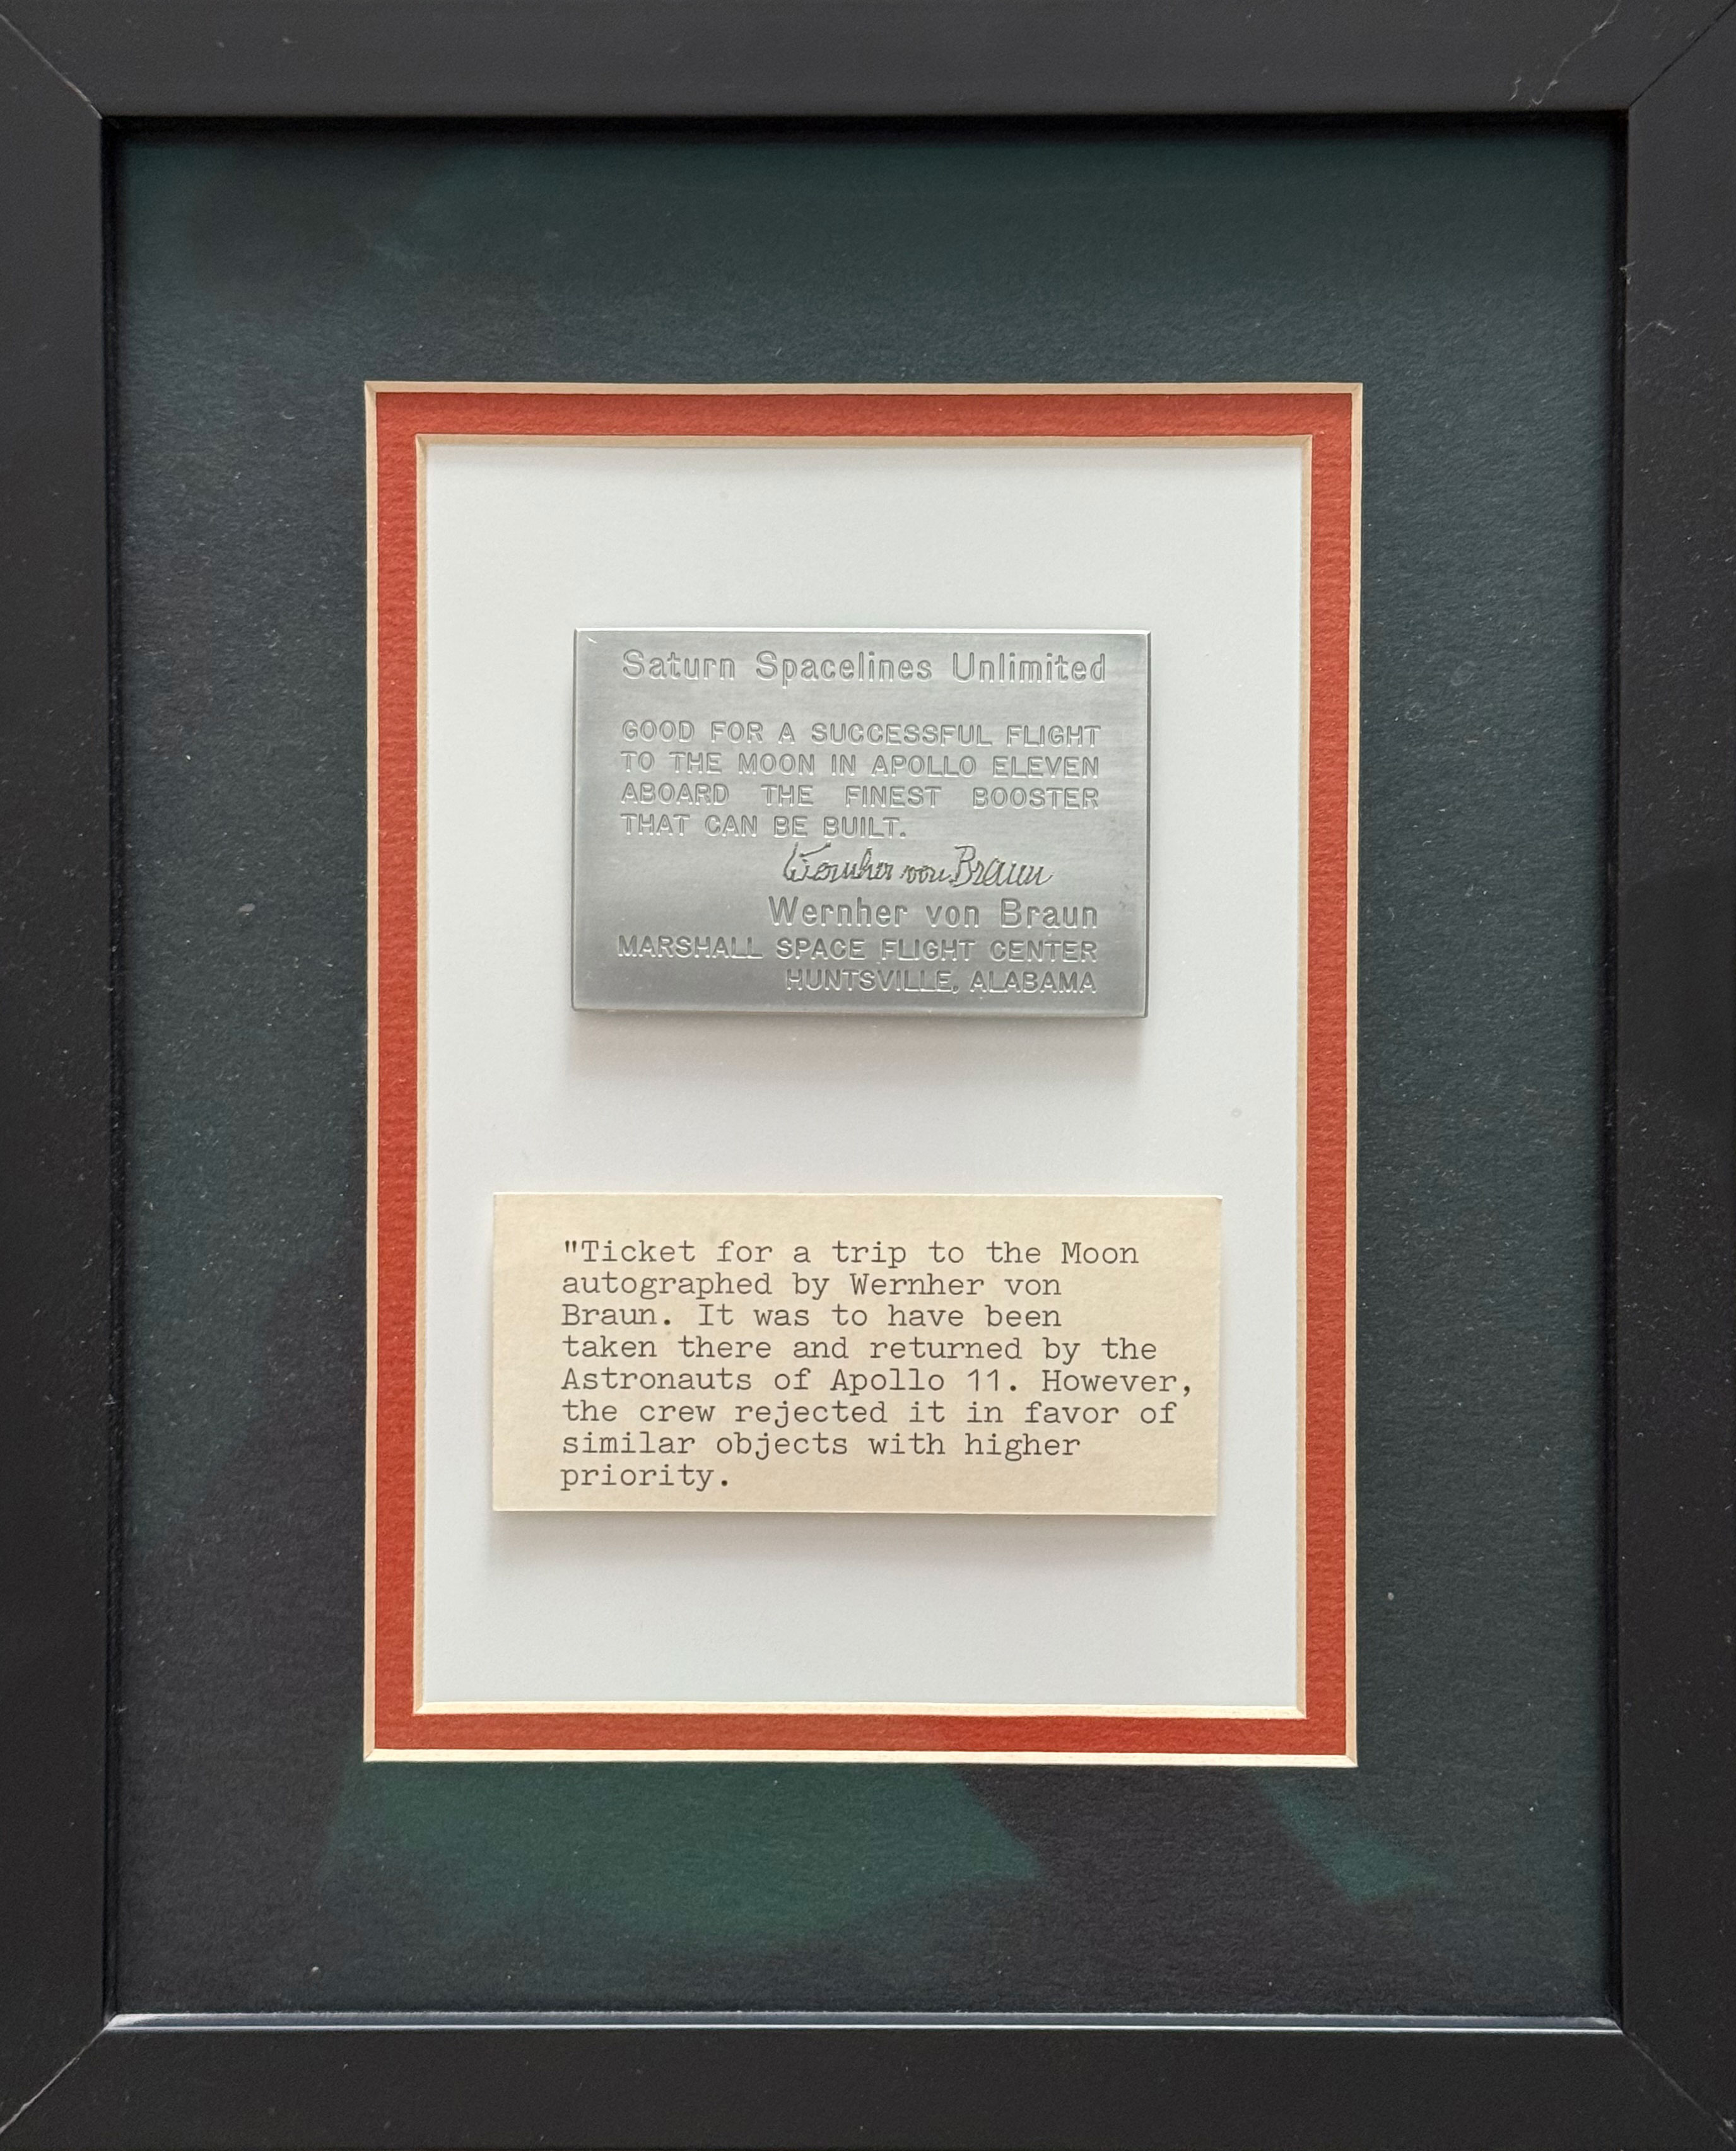 Saturn Spacelines Unlimited
GOOD FOR A SUCCESSFUL FLIGHT
TO THE MOON IN APOLLO ELEVEN
ABOARD THE FINEST BOOSTER
THAT CAN BE BUILT.
Wernher von Braun
Wernher von Braun
MARSHALL SPACE FLIGHT CENTER
HUNTSVILLE, ALABAMA
"Ticket for a trip to the Moon
autographed by Wernher von
Braun. It was to have been
taken there and returned by the
Astronauts of Apollo 11. However,
the crew rejected it in favor of
similar objects with higher
priority.